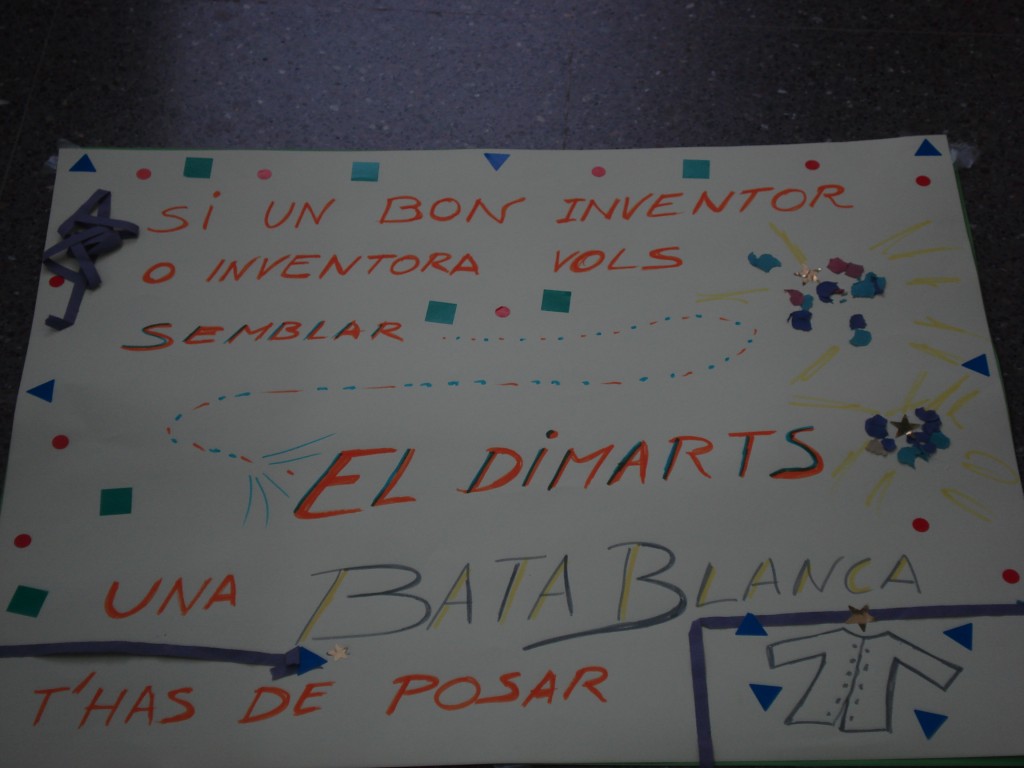 Si UN BON INVENTOR
O INVENTORA VOLS
SEMBLAR
EL DIMARTS
UNA BATA BLANCA
T'HAS DE POSAR